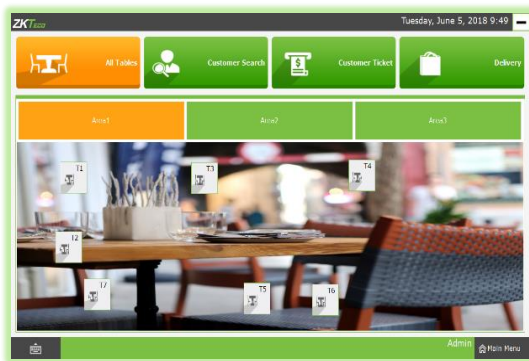 ZKTeco
Tuesday, June 5, 2018 9:49
All Tables
Customer Search
Customer Ticket
Delivery
Area1
Area2
Area3
T1
T3
T4
T2
T7
T5
T6
Admin
Main Menu